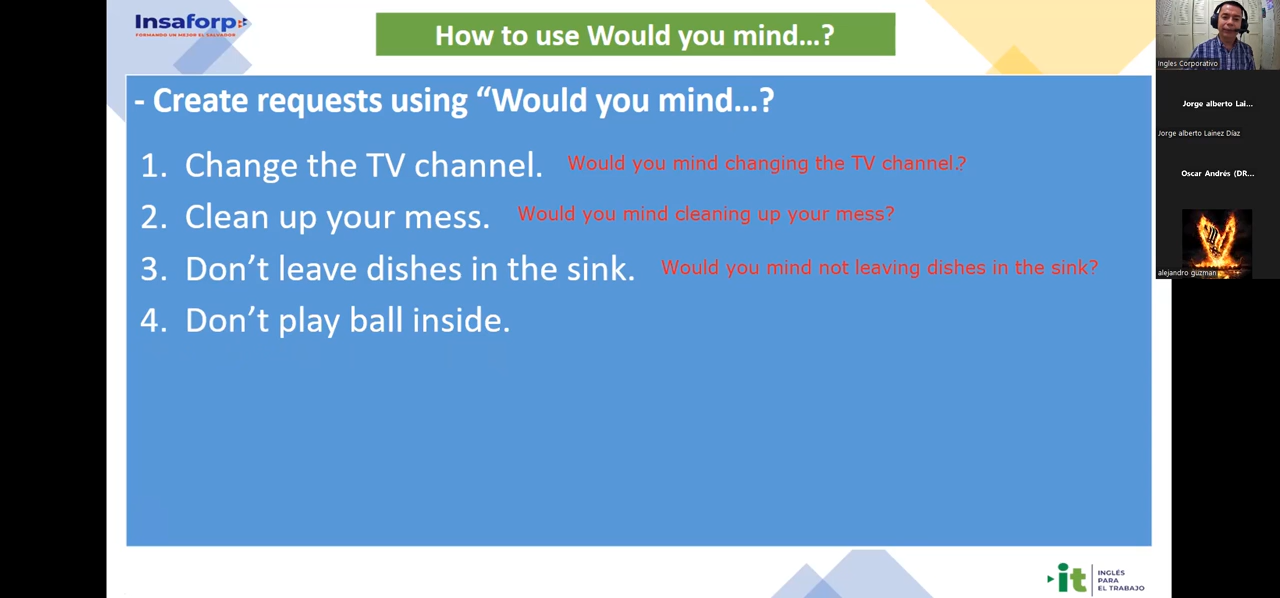 Insaforp
FORMANDO UN MEJOR EL SALVADOR
How to use Would you mind...?
- Create requests using “Would you mind...?
1. Change the TV channel. Would you mind changing the TV channel.?
2. Clean up your mess. Would you mind cleaning up your mess?
3. Don’t leave dishes in the sink. Would you mind not leaving dishes in the sink?
4. Don’t play ball inside.
it INGLÉS
PARA
EL TRABAJO
Ingles Corporativo
Jorge alberto Lai...
Jorge alberto Lainez Díaz
Oscar Andrés (DR...
alejandro guzman